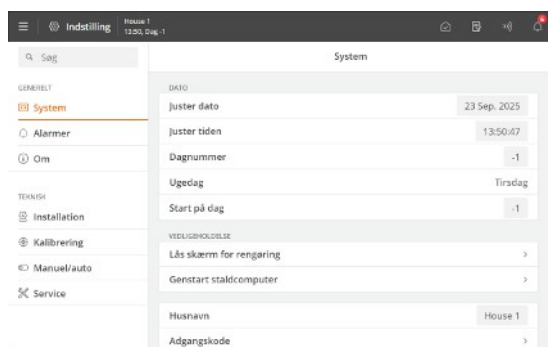 Indstilling
House 1
13:50, Dag -1
Søg
System
GENERELT
System
Alarmer
Om
TEKNISK
Installation
Kalibrering
Manuel/auto
Service
DATO
Juster dato 23 Sep. 2025
Juster tiden 13:50:47
Dagnummer -1
Ugedag Tirsdag
Start på dag -1
VEDLIGEHOLDELSE
Lås skærm for rengøring
Genstart staldcomputer
Husnavn House 1
Adgangskode